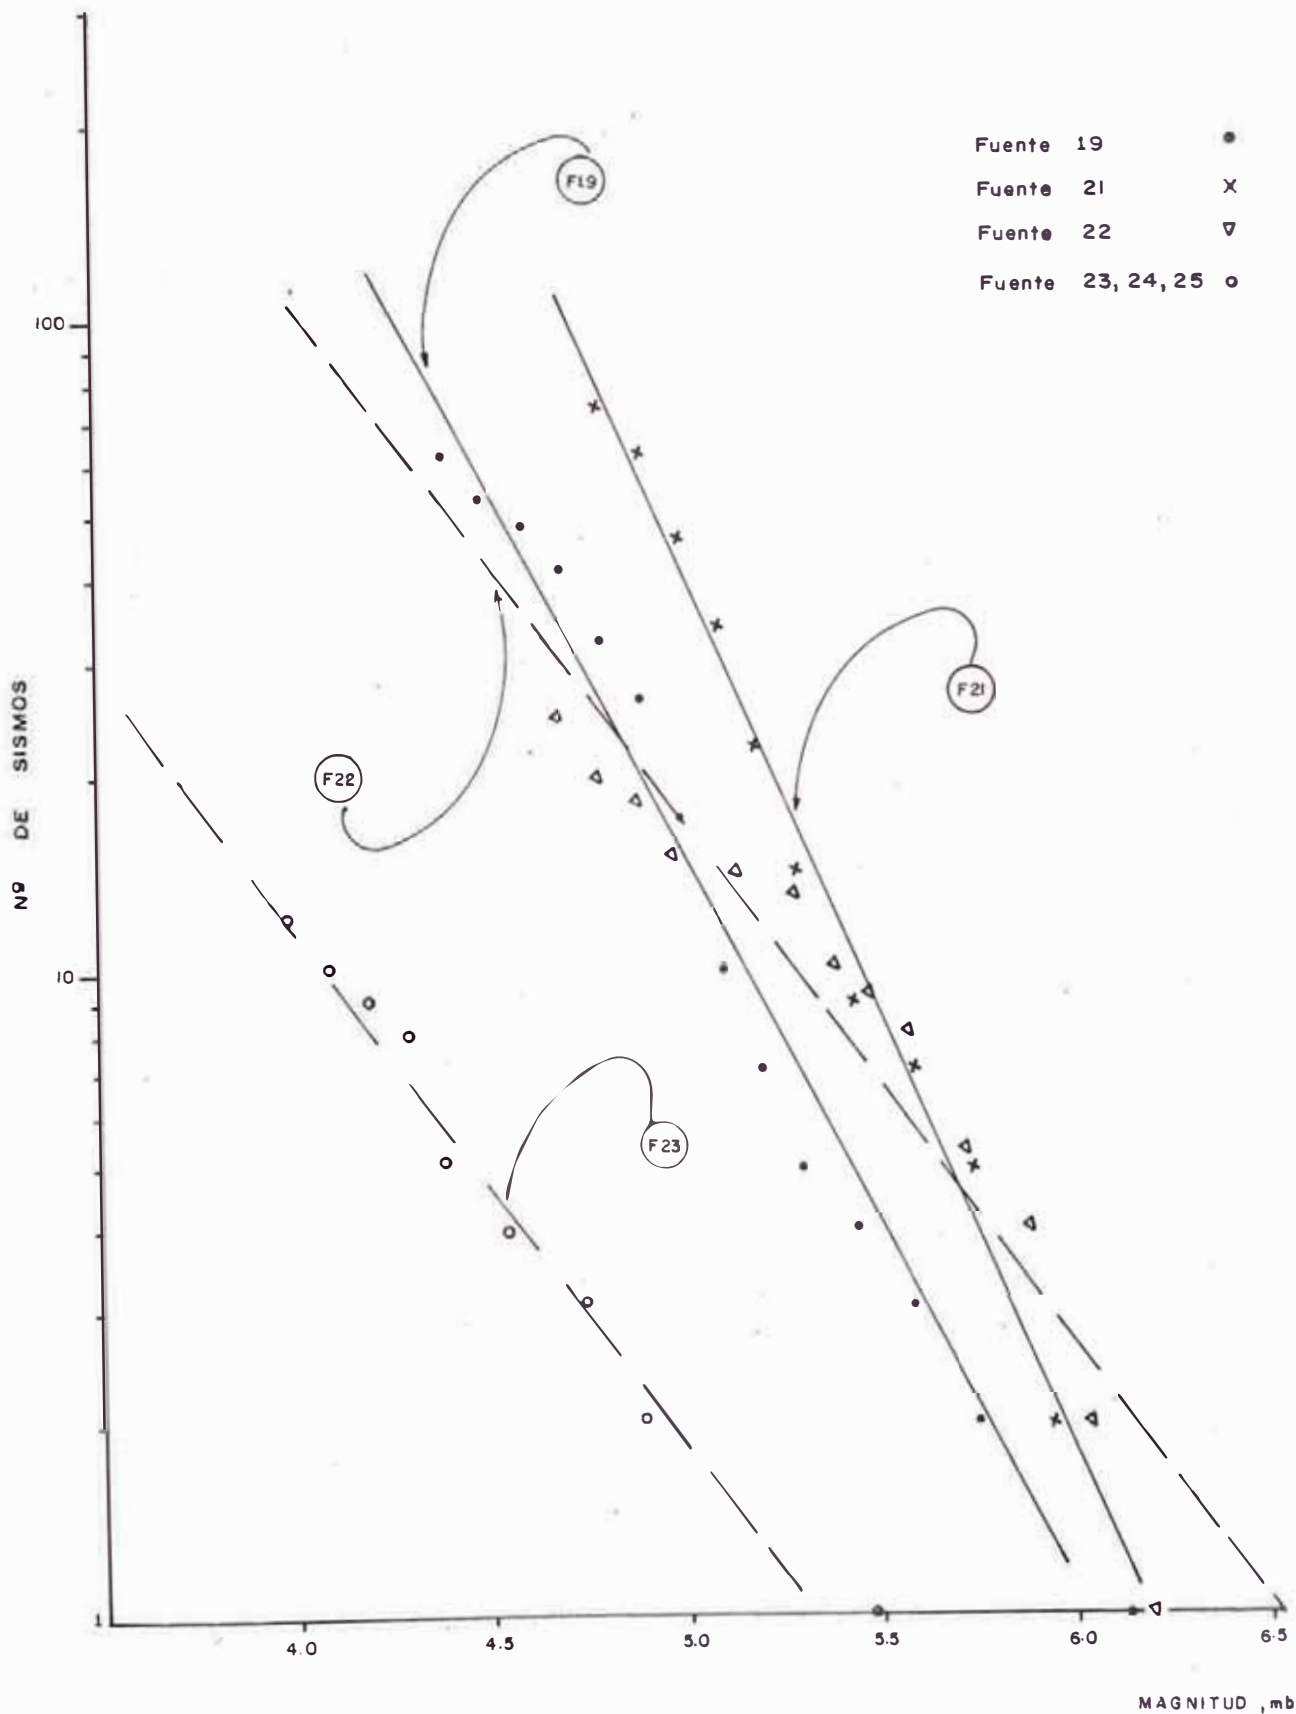 Fuente 19
Fuente 21
Fuente 22
Fuente 23, 24, 25
F19
F21
F22
F23
100
10
1
Nº DE SISMOS
4.0
4.5
5.0
5.5
6.0
6.5
MAGNITUD , mb